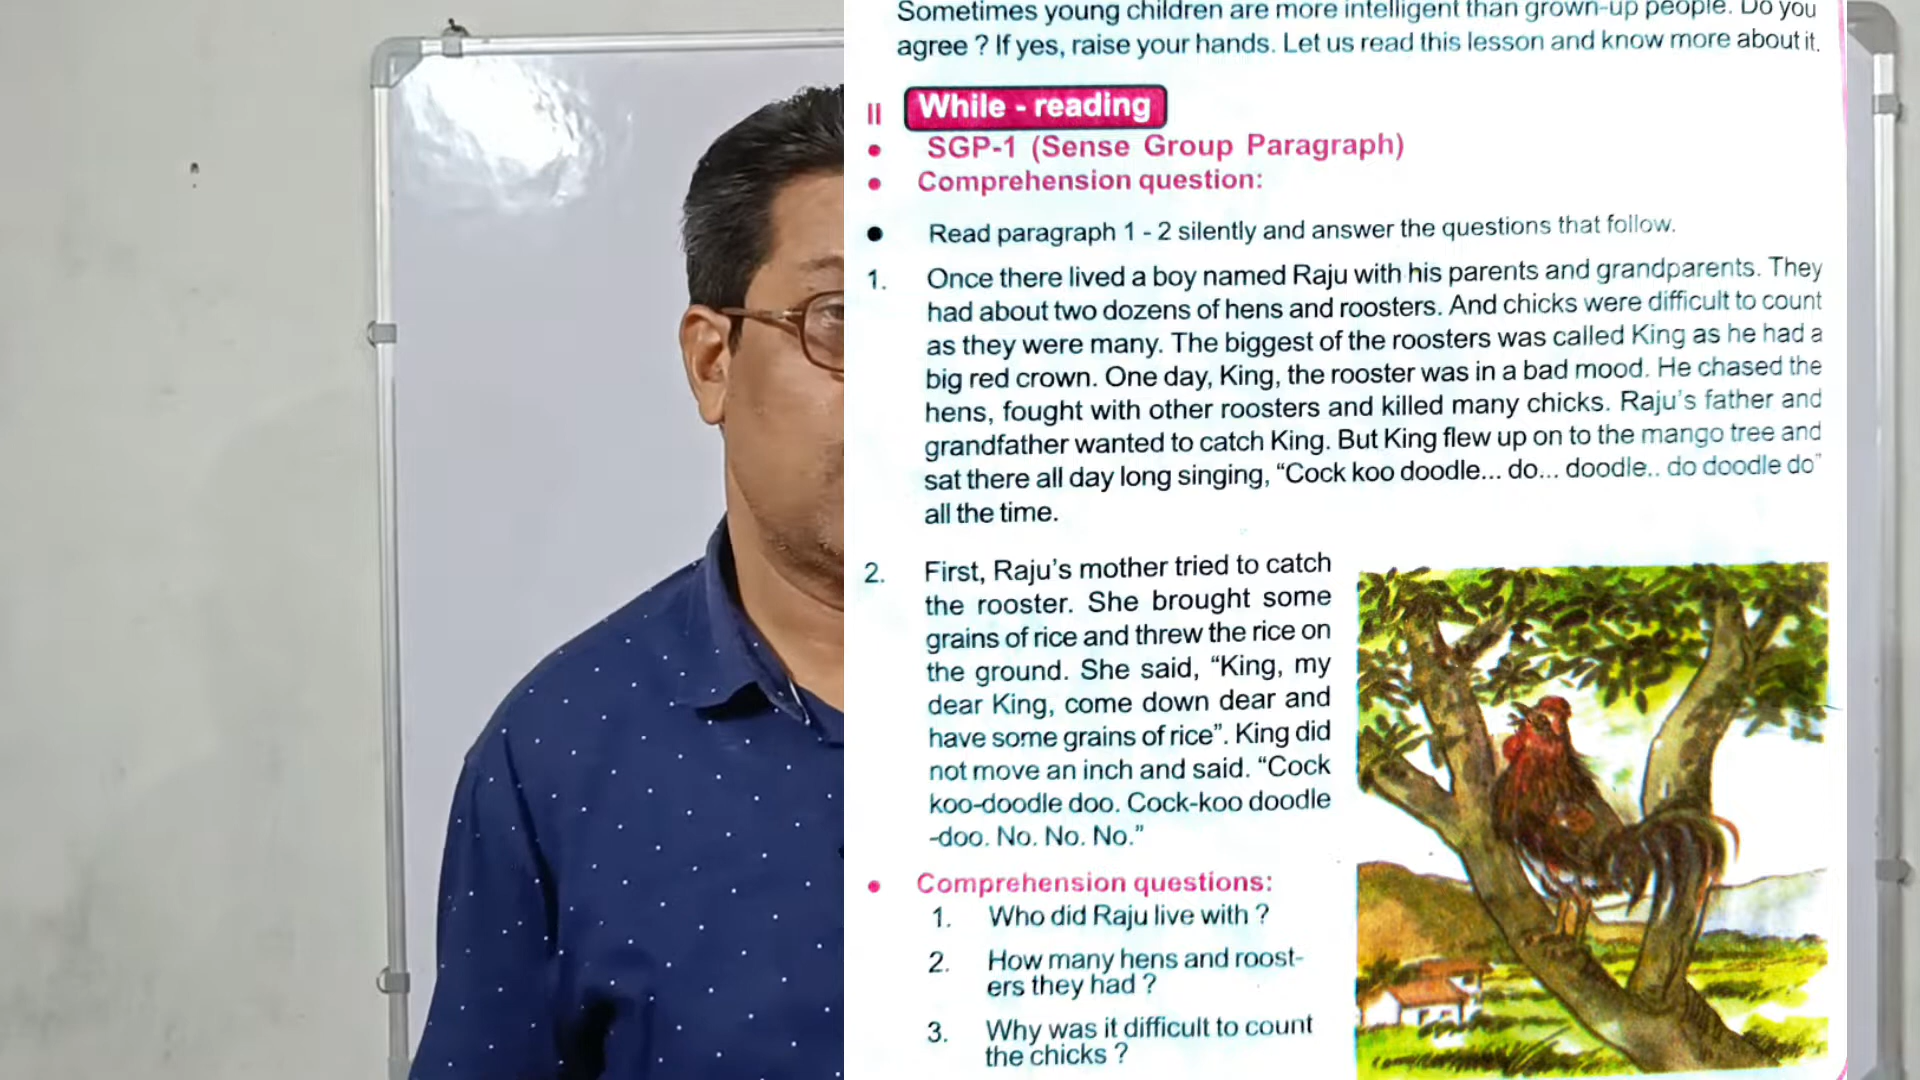 Sometimes young children are more intelligent than grown-up people. Do you
agree ? If yes, raise your hands. Let us read this lesson and know more about it.
II While - reading
• SGP-1 (Sense Group Paragraph)
• Comprehension question:
● Read paragraph 1 - 2 silently and answer the questions that follow.
1. Once there lived a boy named Raju with his parents and grandparents. They
had about two dozens of hens and roosters. And chicks were difficult to count
as they were many. The biggest of the roosters was called King as he had a
big red crown. One day, King, the rooster was in a bad mood. He chased the
hens, fought with other roosters and killed many chicks. Raju's father and
grandfather wanted to catch King. But King flew up on to the mango tree and
sat there all day long singing, “Cock koo doodle... do... doodle.. do doodle do”
all the time.
2. First, Raju's mother tried to catch
the rooster. She brought some
grains of rice and threw the rice on
the ground. She said, “King, my
dear King, come down dear and
have some grains of rice”. King did
not move an inch and said. “Cock
koo-doodle doo. Cock-koo doodle
-doo. No. No. No.”
• Comprehension questions:
1. Who did Raju live with ?
2. How many hens and roost-
ers they had ?
3. Why was it difficult to count
the chicks ?